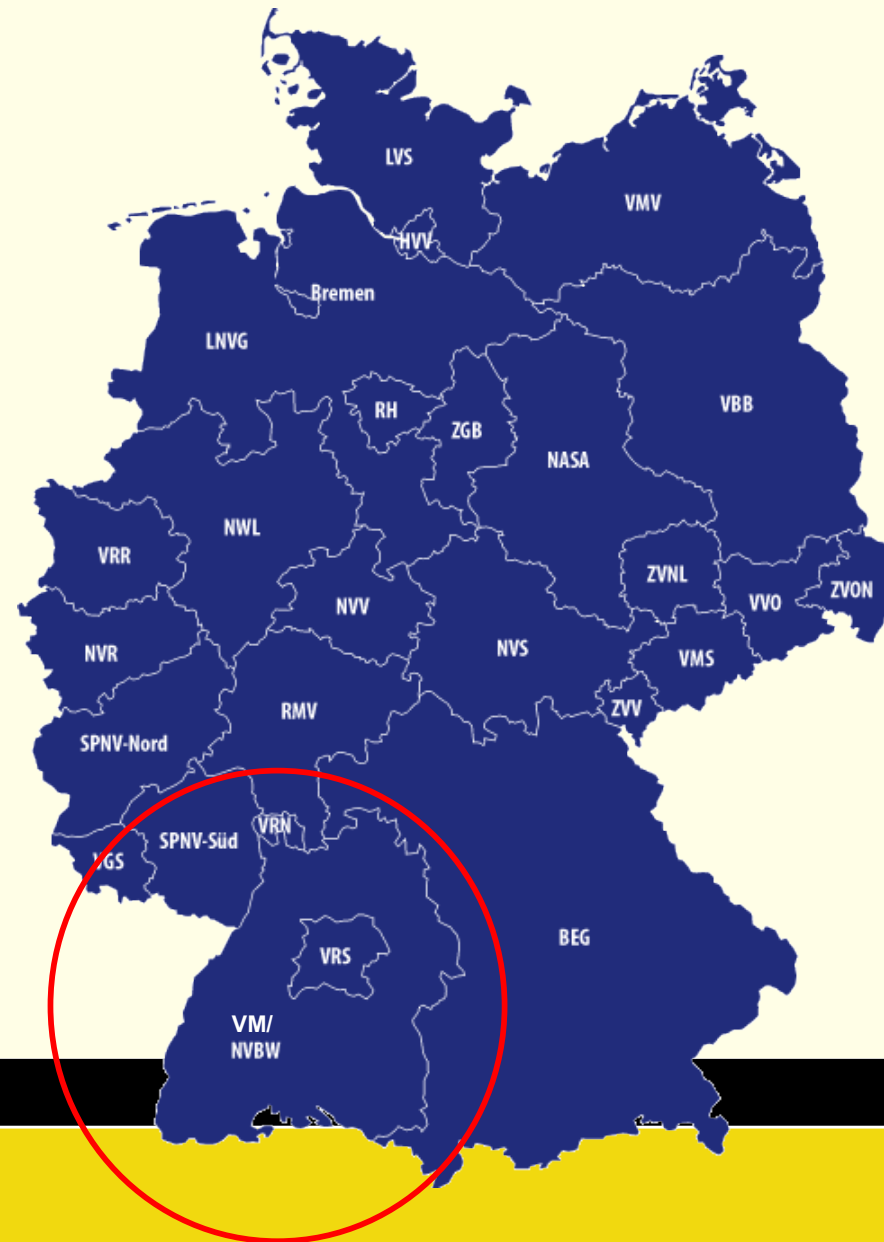 LVS
VMV
HVV
Bremen
LNVG
RH
ZGB
VBB
NASA
NWL
VRR
ZVNL
VVO
ZVON
NVV
NVR
NVS
VMS
RMV
ZVV
SPNV-Nord
VRN
SPNV-Süd
VGS
BEG
VRS
VM/
NVBW